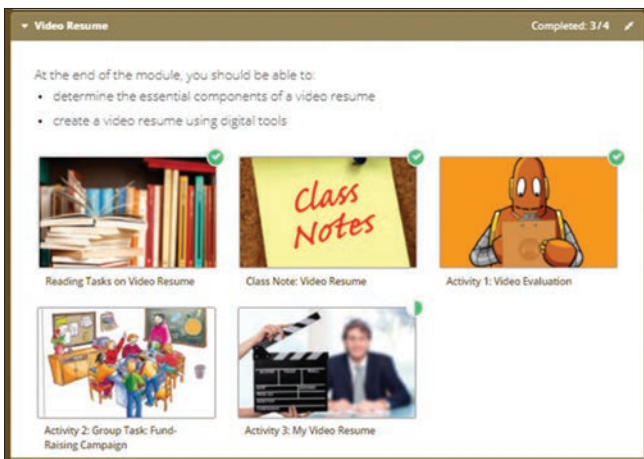 Video Resume
Completed: 3/4
At the end of the module, you should be able to:
• determine the essential components of a video resume
• create a video resume using digital tools
Class
Notes
Reading Tasks on Video Resume
Class Note: Video Resume
Activity 1: Video Evaluation
Activity 2: Group Task: Fund-
Raising Campaign
Activity 3: My Video Resume